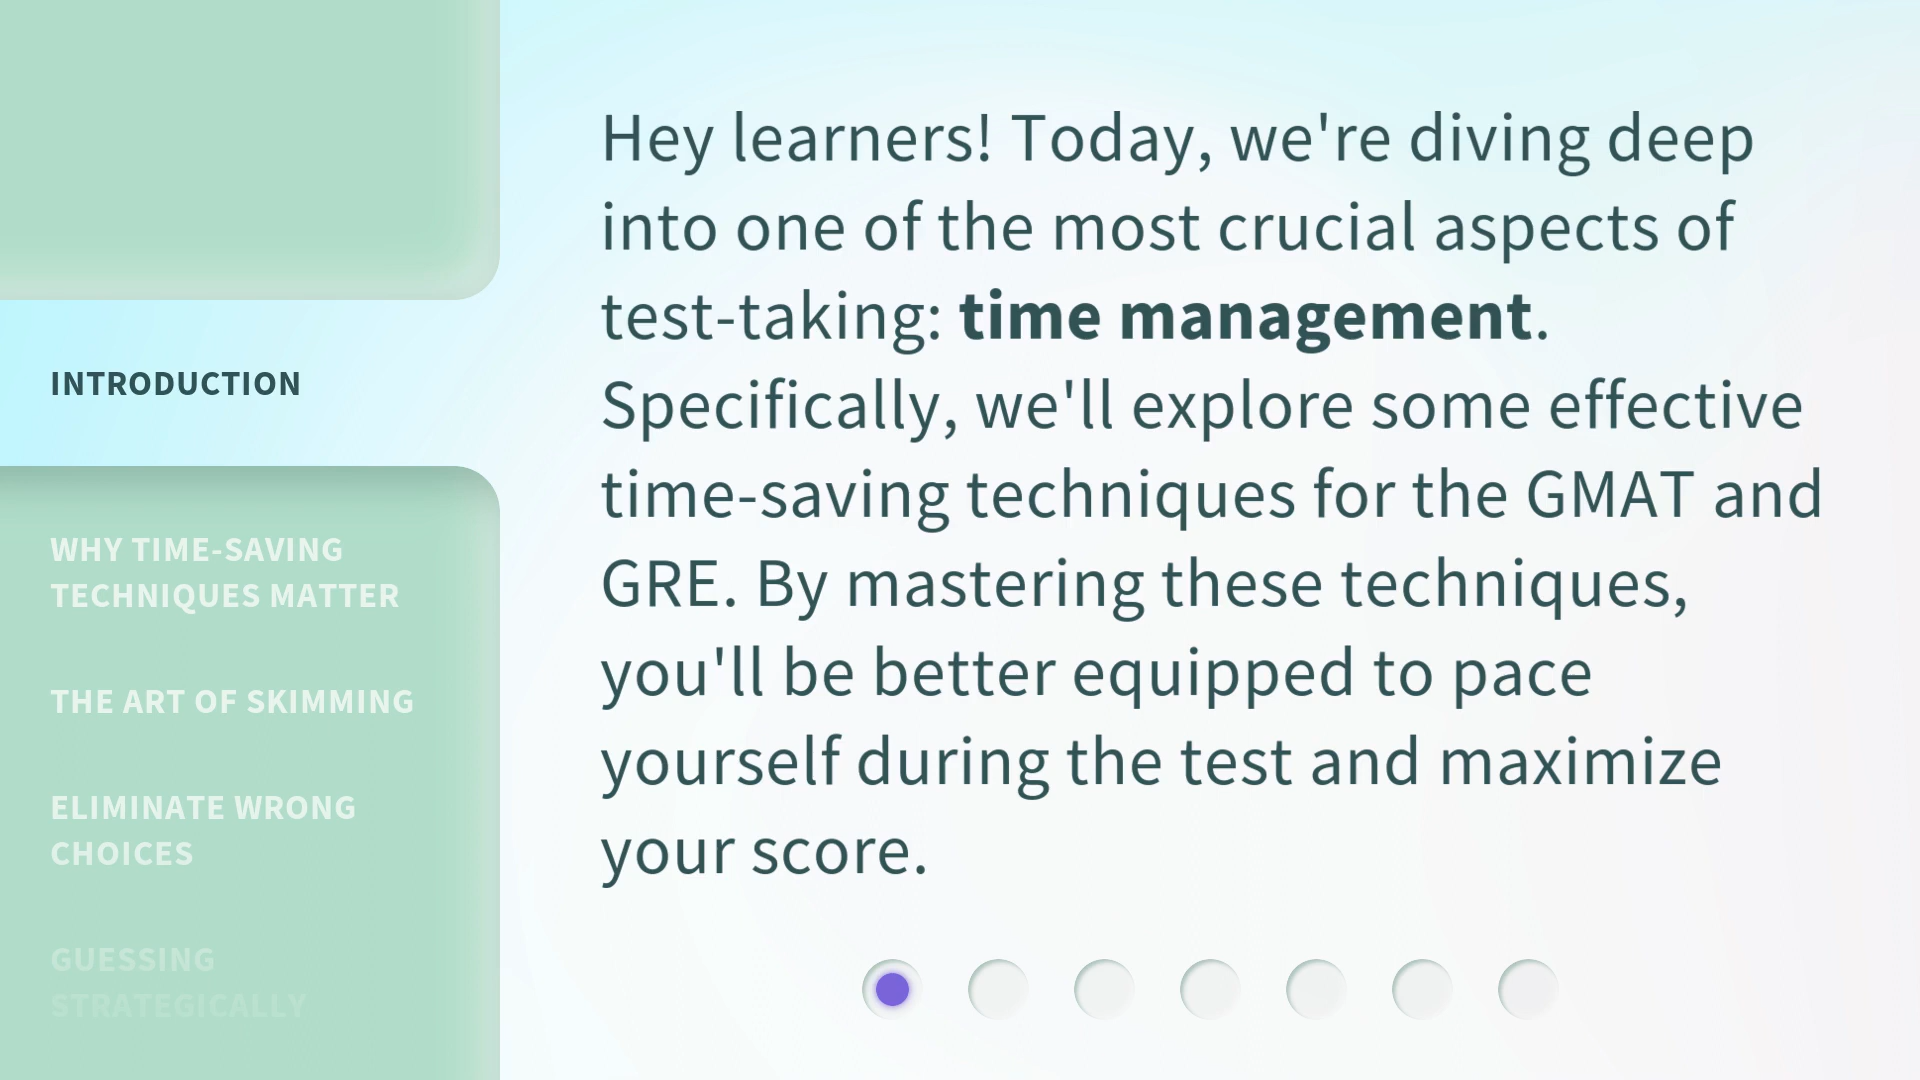 INTRODUCTION
WHY TIME-SAVING
TECHNIQUES MATTER
THE ART OF SKIMMING
ELIMINATE WRONG
CHOICES
GUESSING
STRATEGICALLY
Hey learners! Today, we're diving deep
into one of the most crucial aspects of
test-taking: time management.
Specifically, we'll explore some effective
time-saving techniques for the GMAT and
GRE. By mastering these techniques,
you'll be better equipped to pace
yourself during the test and maximize
your score.